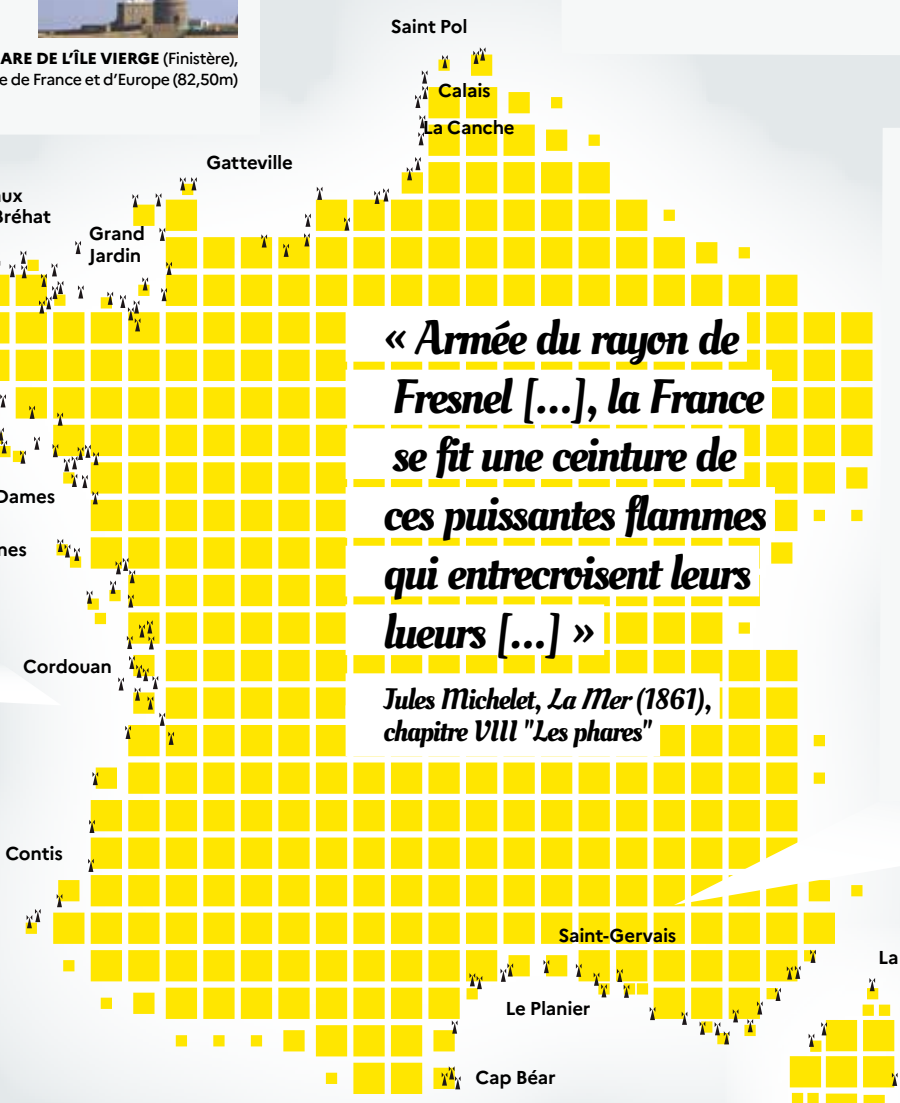 Saint Pol
ARE DE L'ÎLE VIERGE (Finistère),
e de France et d'Europe (82,50m)
Calais
La Canche
Gatteville
ux
Bréhat
Grand
Jardin
« Armée du rayon de
Fresnel [...], la France
se fit une ceinture de
ces puissantes flammes
qui entrecroisent leurs
lueurs [...] »
Dames
nes
Cordouan
Jules Michelet, La Mer (1861),
chapitre VIII "Les phares"
Contis
Saint-Gervais
La
Le Planier
Cap Béar